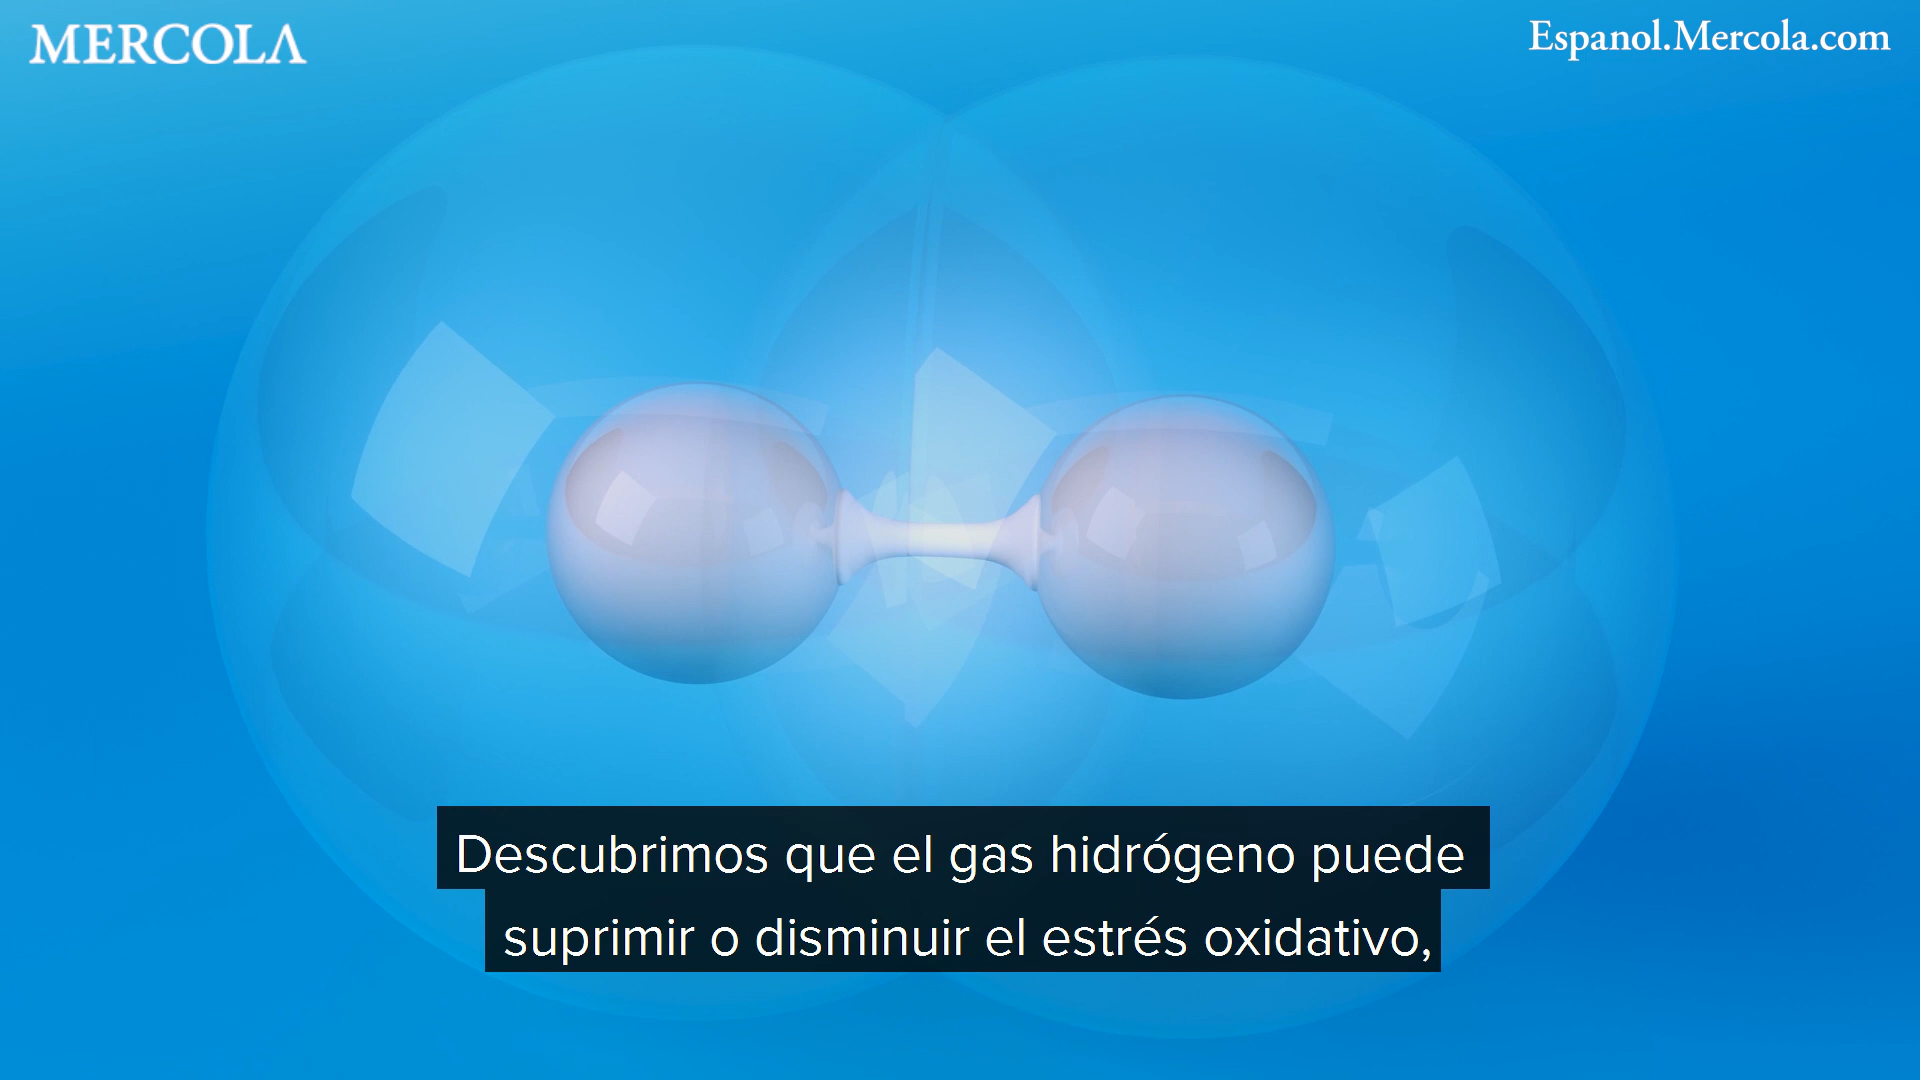 MERCOLA
Espanol.Mercola.com
Descubrimos que el gas hidrógeno puede
suprimir o disminuir el estrés oxidativo,